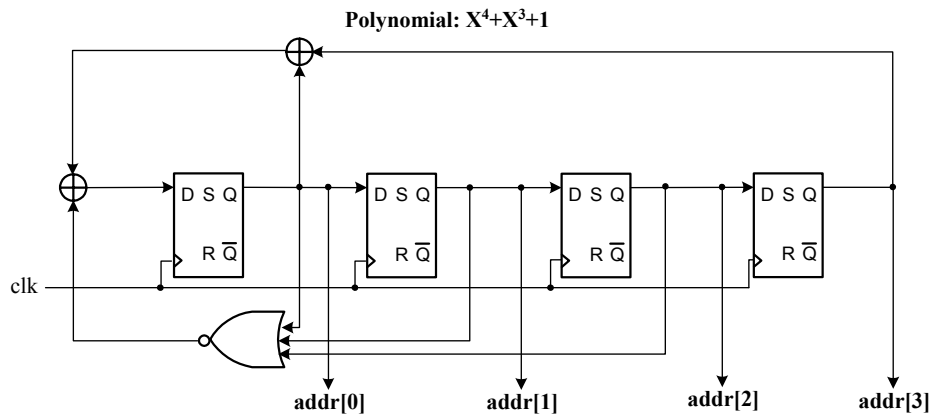 Polynomial: X⁴+X³+1
D S Q D S Q D S Q D S Q
R Q̅ R Q̅ R Q̅ R Q̅
clk
addr[0] addr[1] addr[2] addr[3]